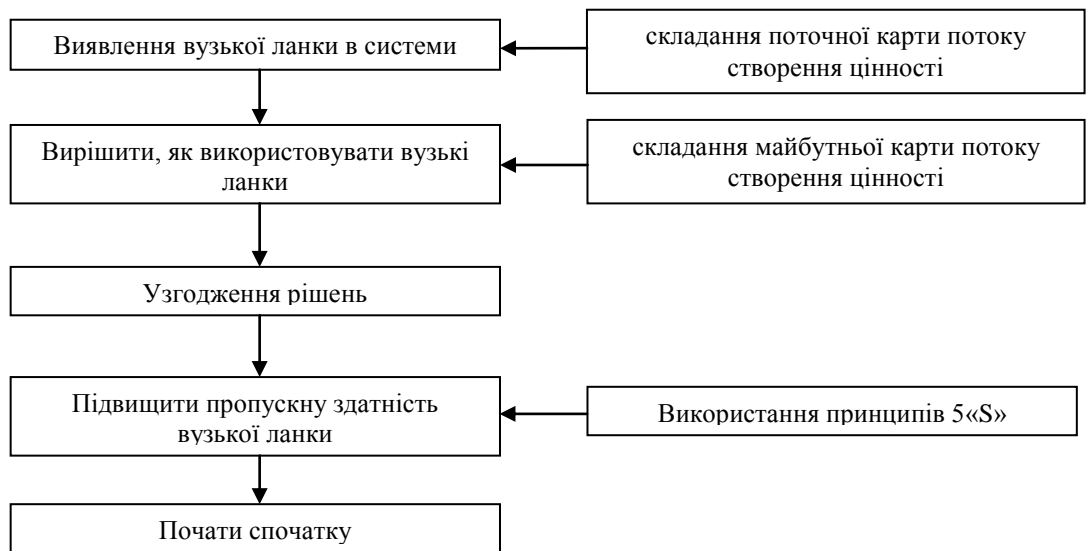 Виявлення вузької ланки в системи
складання поточної карти потоку
створення цінності
Вирішити, як використовувати вузькі
ланки
складання майбутньої карти потоку
створення цінності
Узгодження рішень
Підвищити пропускну здатність
вузької ланки
Використання принципів 5«S»
Почати спочатку